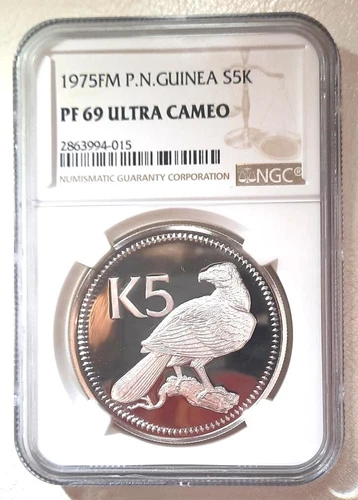 1975FM P.N.GUINEA S5K
PF 69 ULTRA CAMEO
2863994-015
NUMISMATIC GUARANTY CORPORATION
NGC®
K5